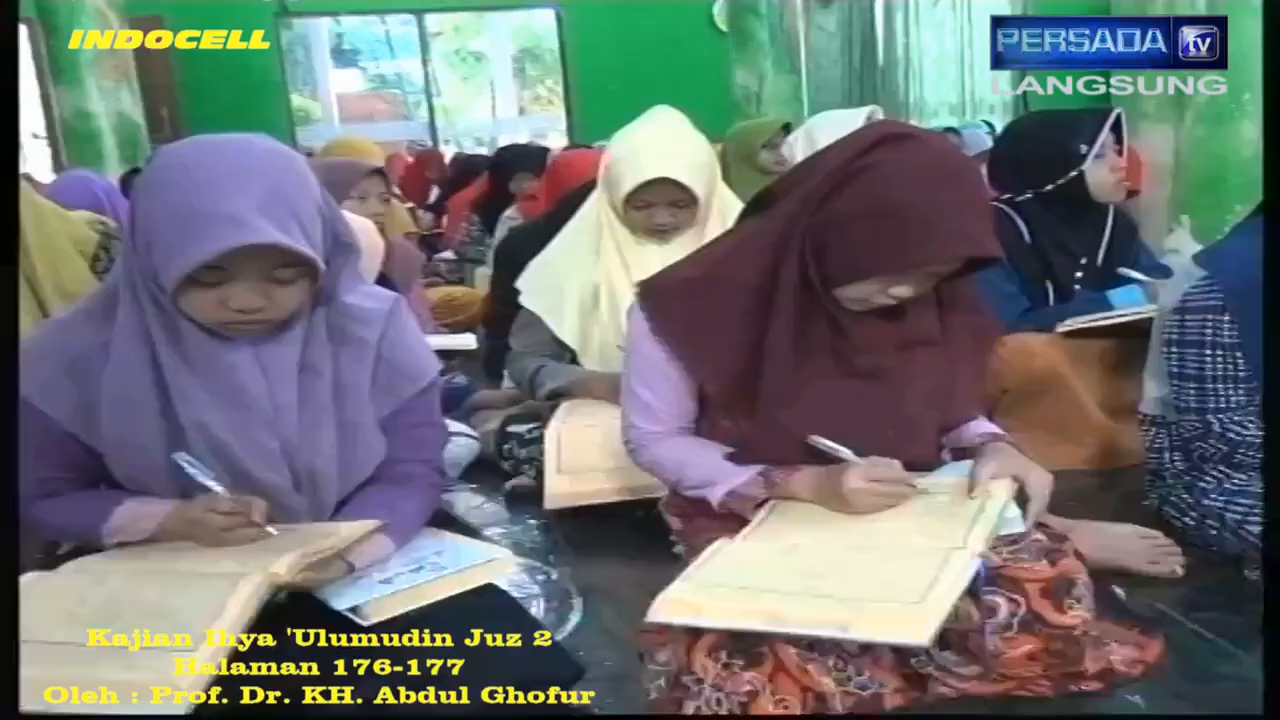 INDOCELL
PERSADA tv
LANGSUNG
Kajian Ihya 'Ulumudin Juz 2
Halaman 176-177
Oleh : Prof. Dr. KH. Abdul Ghofur